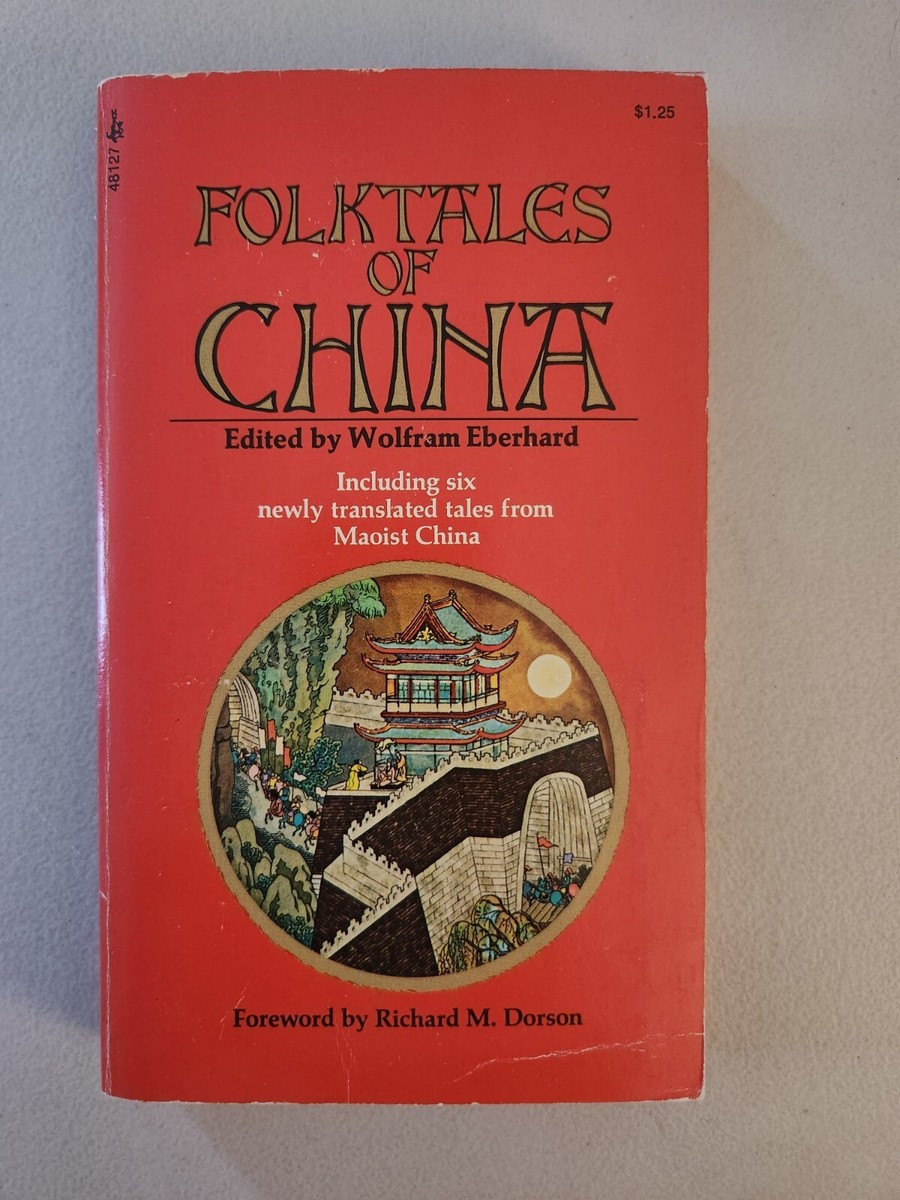 $1.25
48127
FOLKTALES
OF
CHINA
Edited by Wolfram Eberhard
Including six
newly translated tales from
Maoist China
Foreword by Richard M. Dorson